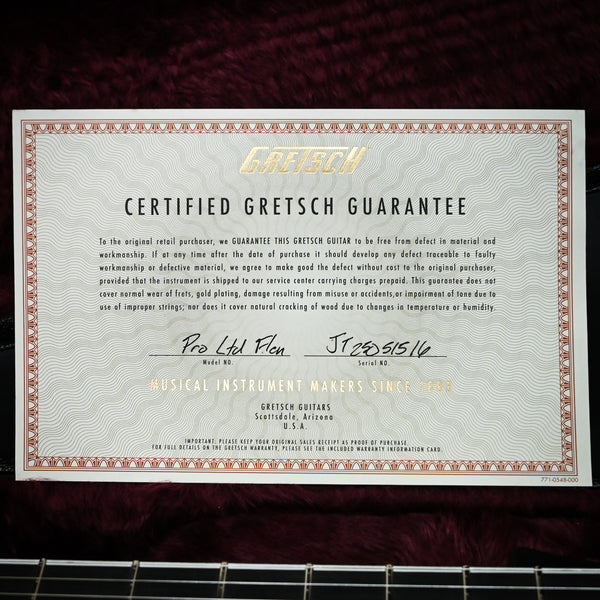 GRETSCH
CERTIFIED GRETSCH GUARANTEE
To the original retail purchaser, we GUARANTEE THIS GRETSCH GUITAR to be free from defect in material and
workmanship. If at any time after the date of purchase it should develop any defect traceable to faulty
workmanship or defective material, we agree to make good the defect without cost to the original purchaser,
provided that the instrument is shipped to our service center carrying charges prepaid. This guarantee does not
cover normal wear of frets, gold plating, damage resulting from misuse or accidents,or impairment of tone due to
use of improper strings; nor does it cover natural cracking of wood due to changes in temperature or humidity.
Pro Ltd Flen JT25051516
Model NO. Serial NO.
MUSICAL INSTRUMENT MAKERS SINCE 1883
GRETSCH GUITARS
Scottsdale, Arizona
U.S.A.
IMPORTANT: PLEASE KEEP YOUR ORIGINAL SALES RECEIPT AS PROOF OF PURCHASE.
FOR FULL DETAILS ON THE GRETSCH WARRANTY, PLEASE SEE THE INCLUDED WARRANTY INFORMATION CARD.
771-0548-000